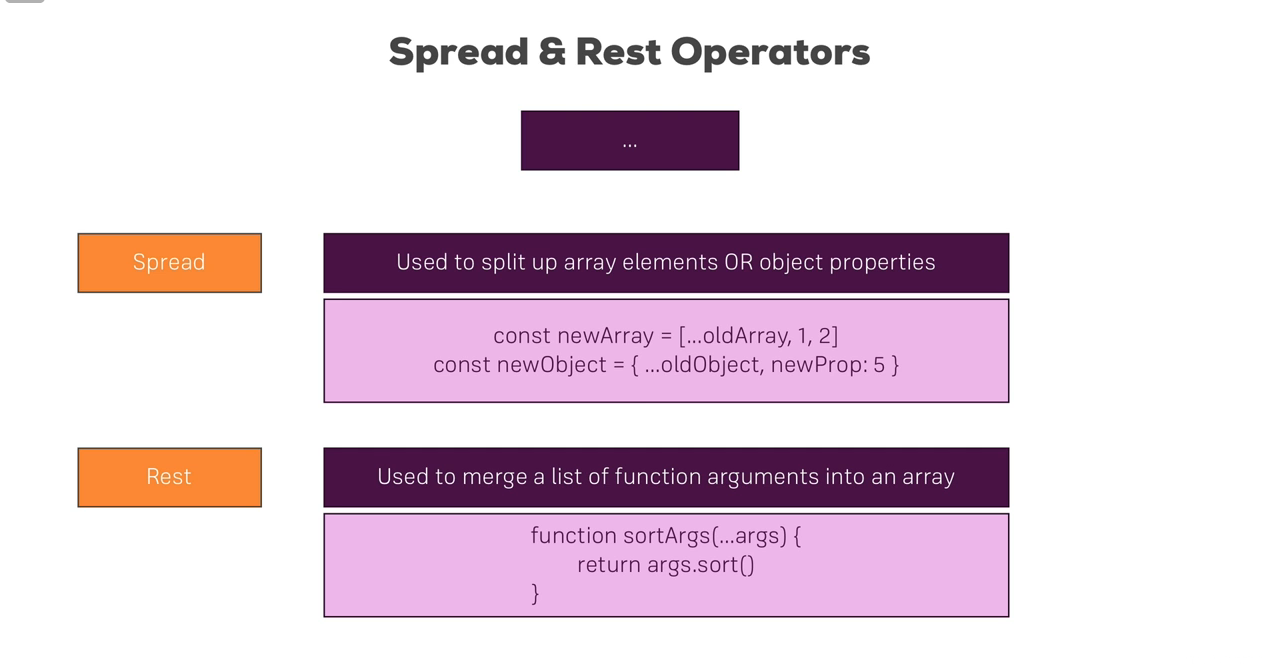 Spread & Rest Operators
...
Spread
Used to split up array elements OR object properties
const newArray = [...oldArray, 1, 2]
const newObject = { ...oldObject, newProp: 5 }
Rest
Used to merge a list of function arguments into an array
function sortArgs(...args) {
return args.sort()
}